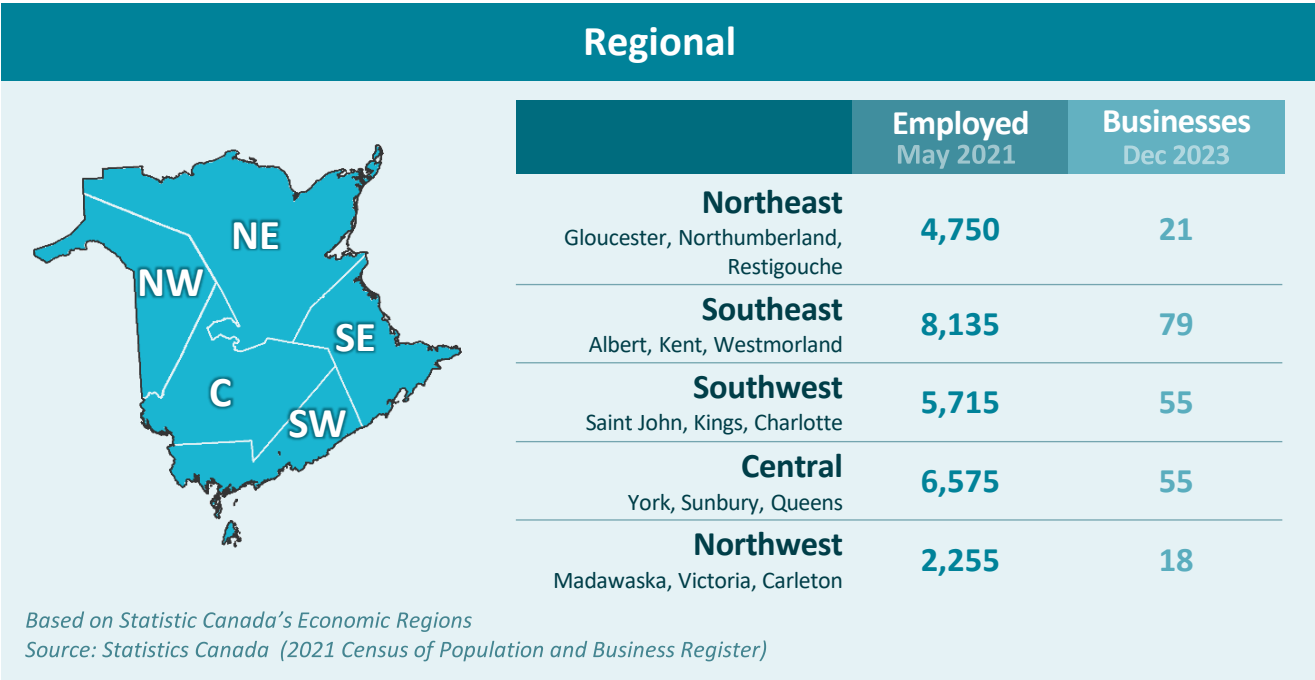 Regional
NE
NW
SE
C
SW
Employed
May 2021
Businesses
Dec 2023
Northeast
Gloucester, Northumberland,
Restigouche
4,750
21
Southeast
Albert, Kent, Westmorland
8,135
79
Southwest
Saint John, Kings, Charlotte
5,715
55
Central
York, Sunbury, Queens
6,575
55
Northwest
Madawaska, Victoria, Carleton
2,255
18
Based on Statistic Canada's Economic Regions
Source: Statistics Canada (2021 Census of Population and Business Register)